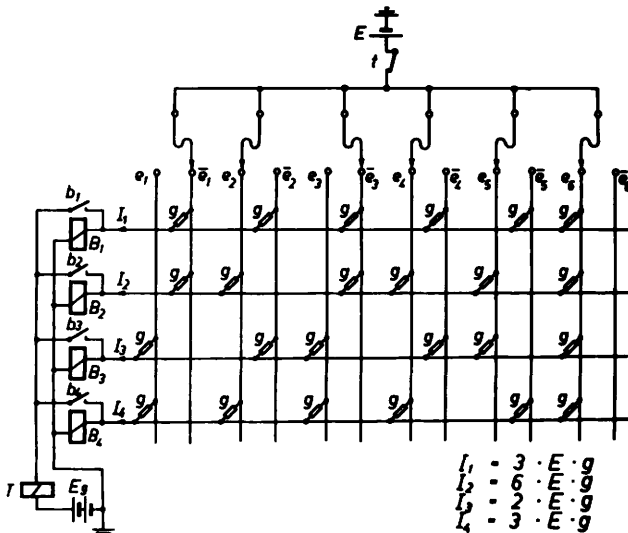 E
t
e₁ ē₁ e₂ ē₂ e₃ ē₃ e₄ ē₄ e₅ ē₅ e₆
b₁
I₁ g g g g g g
B₁
b₂
I₂ g g g g g g
B₂
b₃
I₃ g g g g g g
B₃
b₄
I₄ g g g g g g
B₄
T E₉
I₁ = 3 · E · g
I₂ = 6 · E · g
I₃ = 2 · E · g
I₄ = 3 · E · g